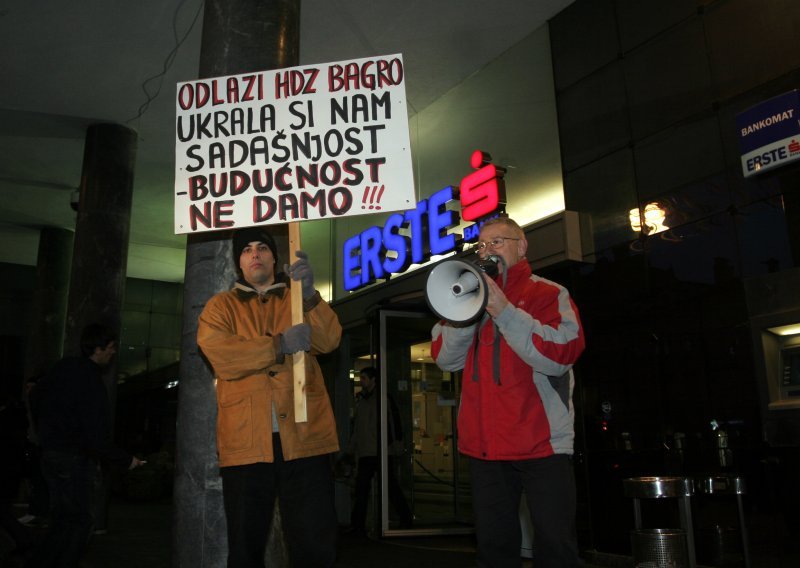 ODLAZI HDZ BAGRO
UKRALA SI NAM
SADAŠNJOST
-BUDUĆNOST
NE DAMO!!!
ERSTE
BANKOMAT
ERSTE